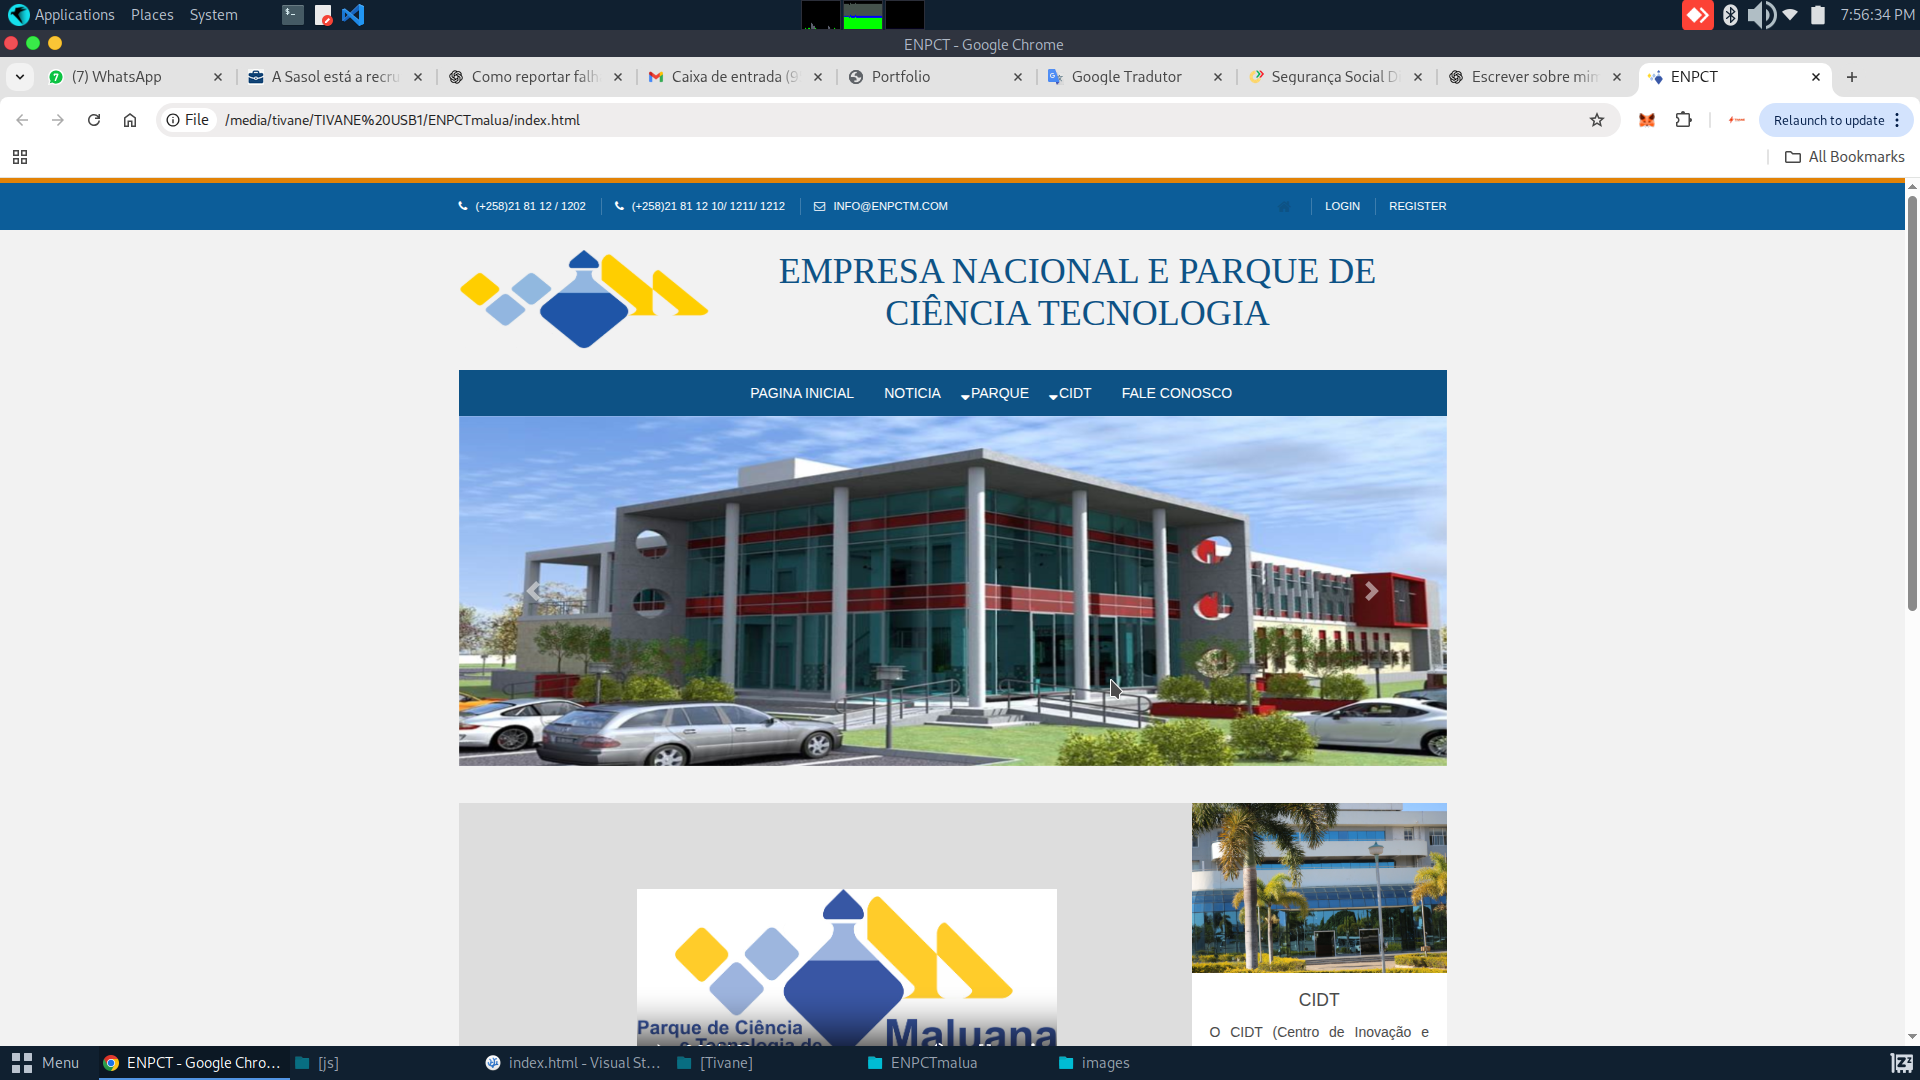 Applications Places System
7:56:34 PM
ENPCT - Google Chrome
(7) WhatsApp
A Sasol está a recru
Como reportar falh
Caixa de entrada (9
Portfolio
Google Tradutor
Segurança Social D
Escrever sobre min
ENPCT
File /media/tivane/TIVANE%20USB1/ENPCTmalua/index.html
Relaunch to update
All Bookmarks
(+258)21 81 12 / 1202
(+258)21 81 12 10/ 1211/ 1212
INFO@ENPCTM.COM
LOGIN
REGISTER
EMPRESA NACIONAL E PARQUE DE
CIÊNCIA TECNOLOGIA
PAGINA INICIAL NOTICIA PARQUE CIDT FALE CONOSCO
Parque de Ciência
e Tecnologia de
Maluana
CIDT
O CIDT (Centro de Inovação e
Menu
ENPCT - Google Chro...
[js]
index.html - Visual St...
[Tivane]
ENPCTmalua
images